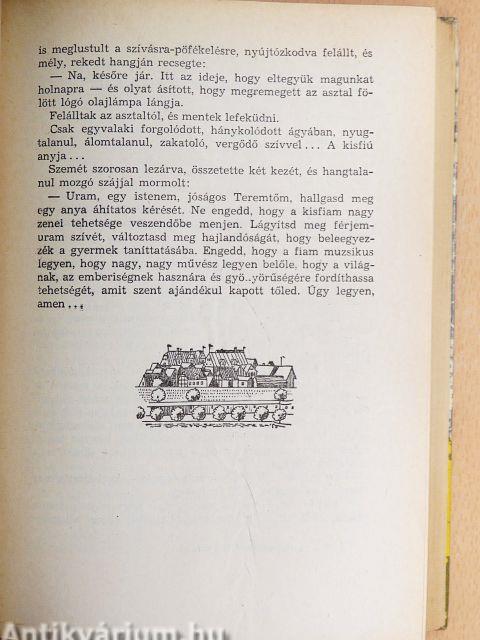 is meglustult a szívásra-pöfékelésre, nyújtózkodva felállt, és
mély, rekedt hangján recsegte:
— Na, későre jár. Itt az ideje, hogy eltegyük magunkat
holnapra — és olyat ásított, hogy megremegett az asztal fö-
lött lógó olajlámpa lángja.
Felálltak az asztaltól, és mentek lefeküdni.
Csak egyvalaki forgolódott, hánykolódott ágyában, nyug-
talanul, álomtalanul, zakatoló, vergődő szívvel... A kisfiú
anyja...
Szemét szorosan lezárva, összetette két kezét, és hangtala-
nul mozgó szájjal mormolt:
— Uram, egy istenem, jóságos Teremtőm, hallgasd meg
egy anya áhítatos kérését. Ne engedd, hogy a kisfiam nagy
zenei tehetsége veszendőbe menjen. Lágyítsd meg férjem-
uram szívét, változtasd meg hajlandóságát, hogy beleegyez-
zék a gyermek taníttatásába. Engedd, hogy a fiam muzsikus
legyen, hogy nagy, nagy művész legyen belőle, hogy a világ-
nak, az emberiségnek hasznára és gyö..yörűségére fordíthassa
tehetségét, amit szent ajándékul kapott tőled. Úgy legyen,
amen...
Antikvárium.hu